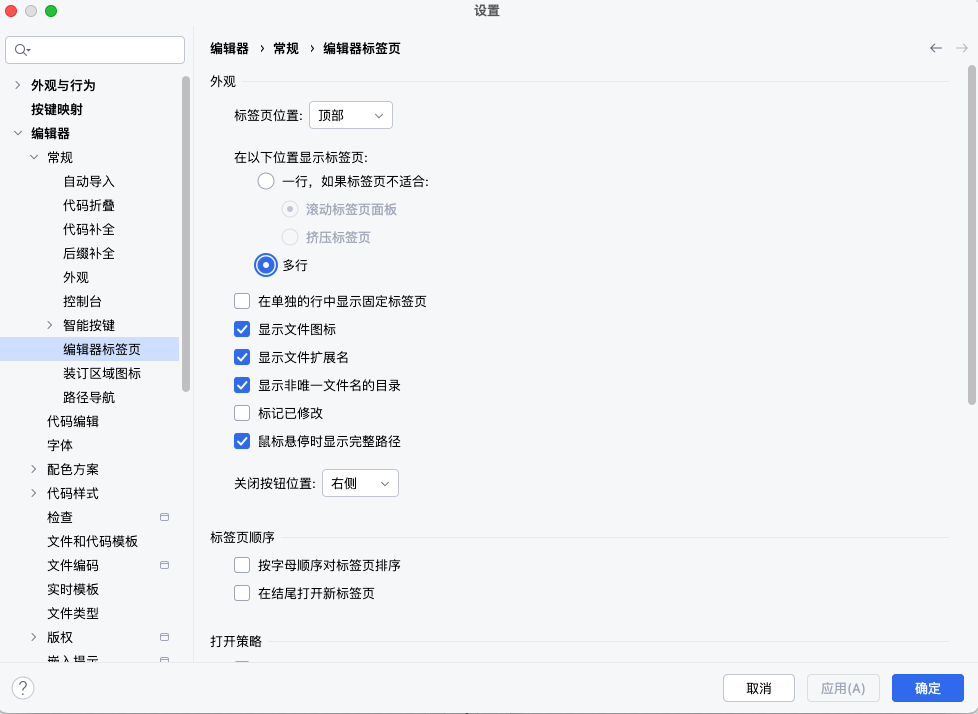 设置
外观与行为
按键映射
编辑器
常规
自动导入
代码折叠
代码补全
后缀补全
外观
控制台
智能按键
编辑器标签页
装订区域图标
路径导航
代码编辑
字体
配色方案
代码样式
检查
文件和代码模板
文件编码
实时模板
文件类型
版权
嵌入提示
编辑器 › 常规 › 编辑器标签页
外观
标签页位置: 顶部
在以下位置显示标签页:
一行，如果标签页不适合:
滚动标签页面板
挤压标签页
多行
在单独的行中显示固定标签页
显示文件图标
显示文件扩展名
显示非唯一文件名的目录
标记已修改
鼠标悬停时显示完整路径
关闭按钮位置: 右侧
标签页顺序
按字母顺序对标签页排序
在结尾打开新标签页
打开策略
? 取消 应用(A) 确定